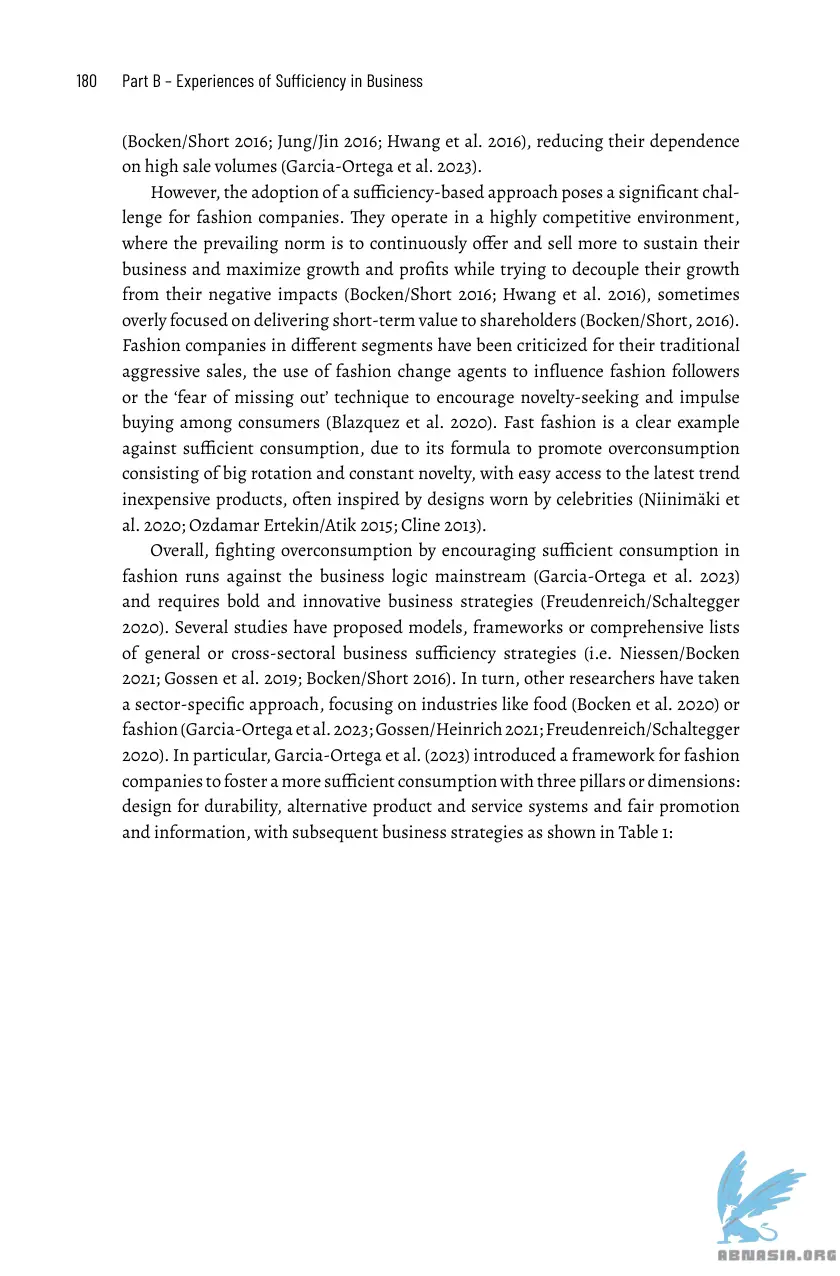 180 Part B – Experiences of Sufficiency in Business
(Bocken/Short 2016; Jung/Jin 2016; Hwang et al. 2016), reducing their dependence
on high sale volumes (Garcia-Ortega et al. 2023).
However, the adoption of a sufficiency-based approach poses a significant chal-
lenge for fashion companies. They operate in a highly competitive environment,
where the prevailing norm is to continuously offer and sell more to sustain their
business and maximize growth and profits while trying to decouple their growth
from their negative impacts (Bocken/Short 2016; Hwang et al. 2016), sometimes
overly focused on delivering short-term value to shareholders (Bocken/Short, 2016).
Fashion companies in different segments have been criticized for their traditional
aggressive sales, the use of fashion change agents to influence fashion followers
or the ‘fear of missing out’ technique to encourage novelty-seeking and impulse
buying among consumers (Blazquez et al. 2020). Fast fashion is a clear example
against sufficient consumption, due to its formula to promote overconsumption
consisting of big rotation and constant novelty, with easy access to the latest trend
inexpensive products, often inspired by designs worn by celebrities (Niinimäki et
al. 2020; Ozdamar Ertekin/Atik 2015; Cline 2013).
Overall, fighting overconsumption by encouraging sufficient consumption in
fashion runs against the business logic mainstream (Garcia-Ortega et al. 2023)
and requires bold and innovative business strategies (Freudenreich/Schaltegger
2020). Several studies have proposed models, frameworks or comprehensive lists
of general or cross-sectoral business sufficiency strategies (i.e. Niessen/Bocken
2021; Gossen et al. 2019; Bocken/Short 2016). In turn, other researchers have taken
a sector-specific approach, focusing on industries like food (Bocken et al. 2020) or
fashion (Garcia-Ortega et al. 2023; Gossen/Heinrich 2021; Freudenreich/Schaltegger
2020). In particular, Garcia-Ortega et al. (2023) introduced a framework for fashion
companies to foster a more sufficient consumption with three pillars or dimensions:
design for durability, alternative product and service systems and fair promotion
and information, with subsequent business strategies as shown in Table 1:
ABNASIA.ORG